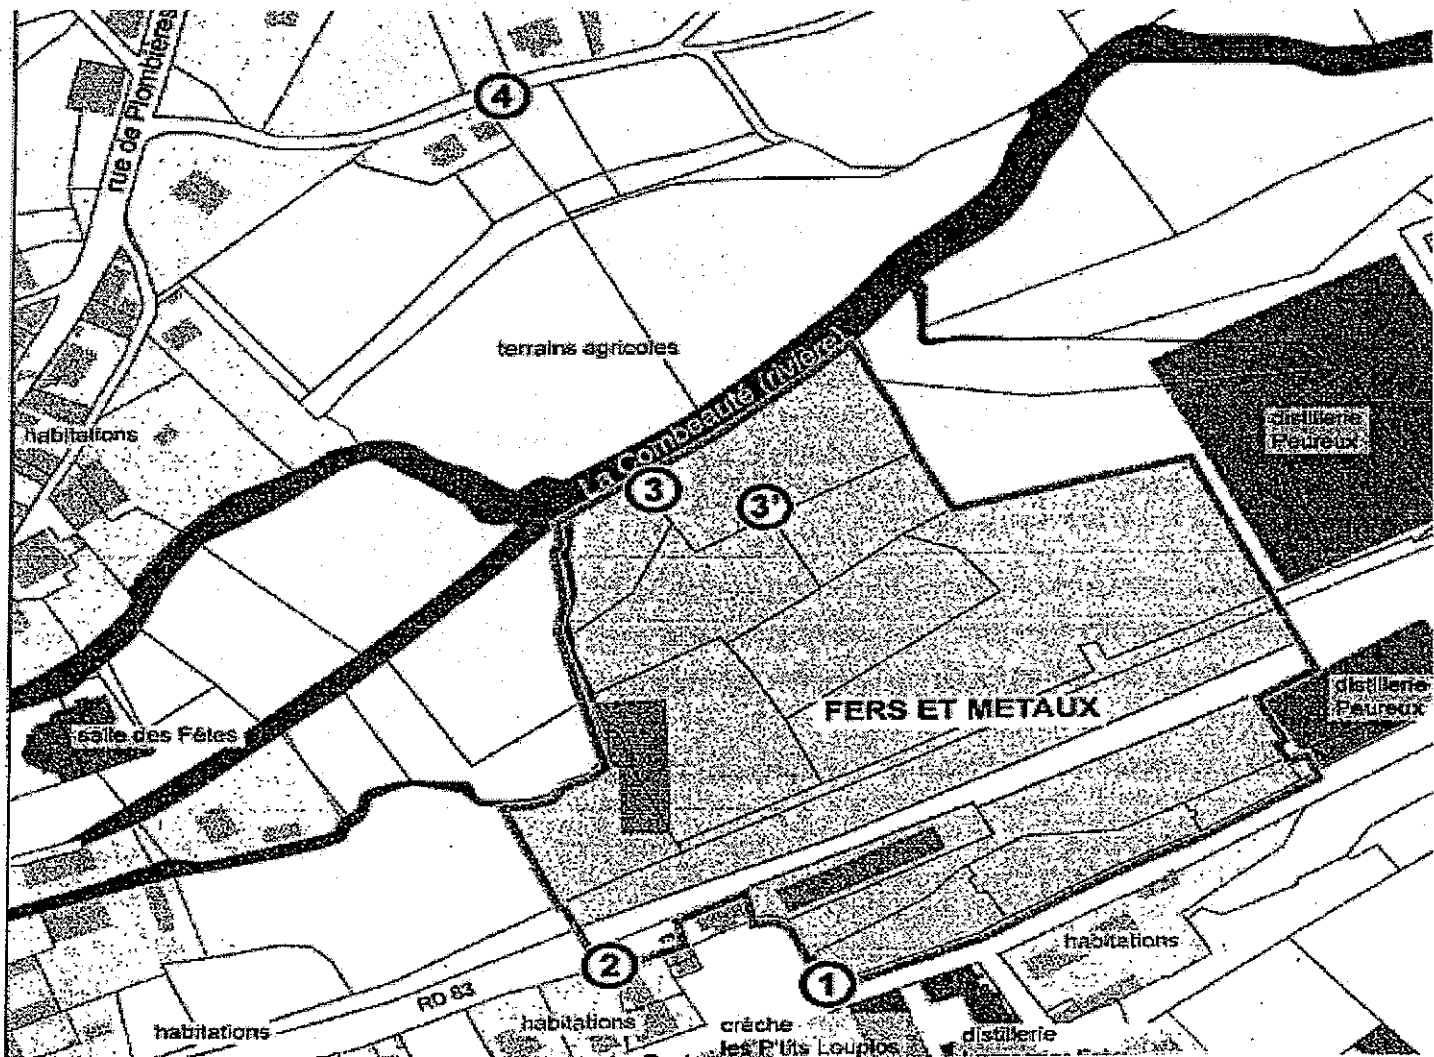 rue de Plombières
4
terrains agricoles
La Combeauté (rivière)
distillerie
Peureux
habitations
3
3'
distillerie
Peureux
FERS ET METAUX
salle des Fêtes
habitations
2
1
RD 83
habitations
habitations
crèche
les P'tits Loupios
distillerie